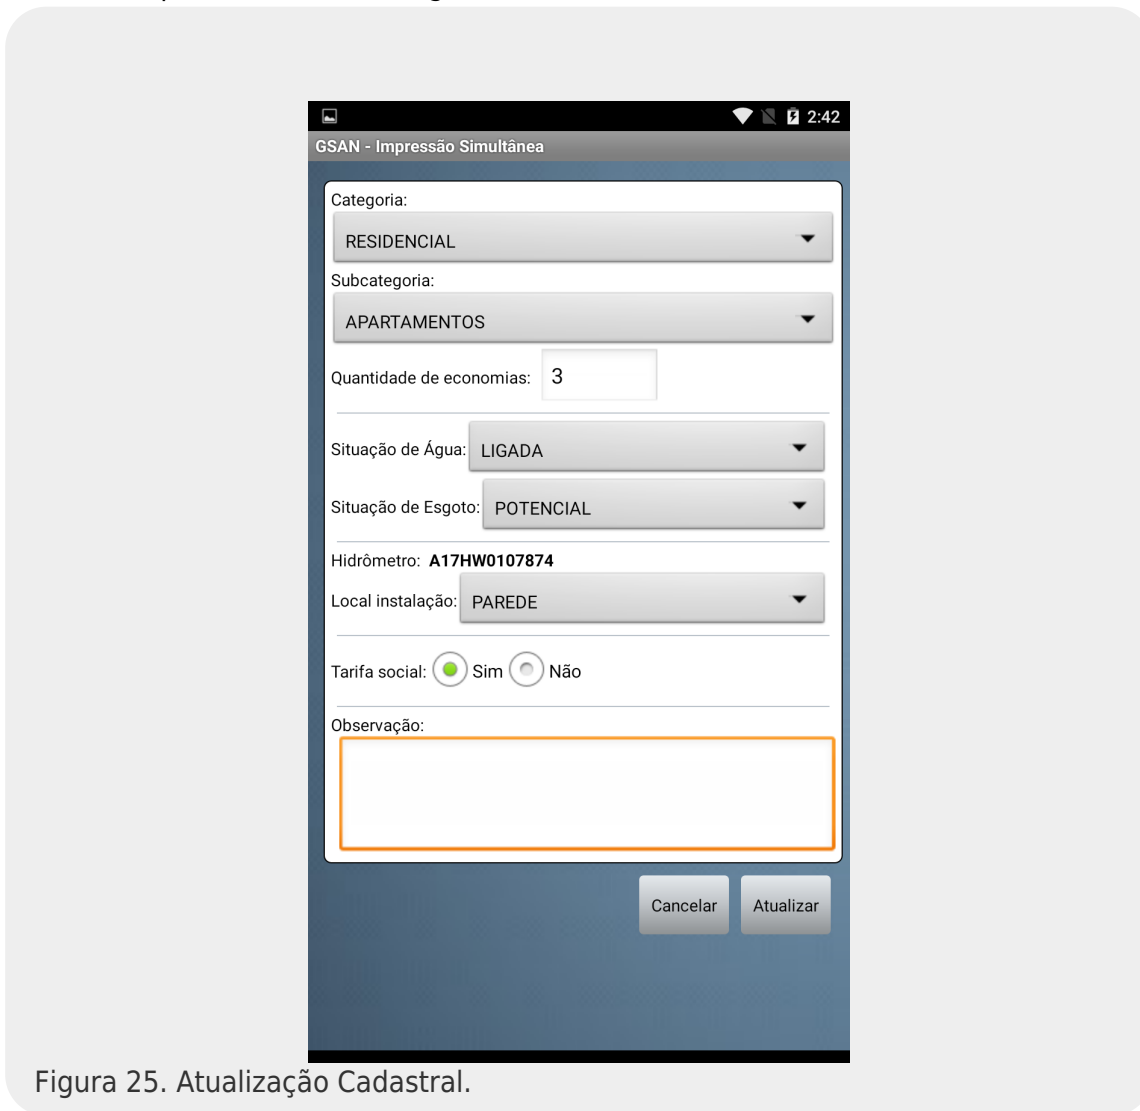 2:42
GSAN - Impressão Simultânea
Categoria:
RESIDENCIAL
Subcategoria:
APARTAMENTOS
Quantidade de economias: 3
Situação de Água: LIGADA
Situação de Esgoto: POTENCIAL
Hidrômetro: A17HW0107874
Local instalação: PAREDE
Tarifa social: Sim Não
Observação:
Cancelar Atualizar
Figura 25. Atualização Cadastral.